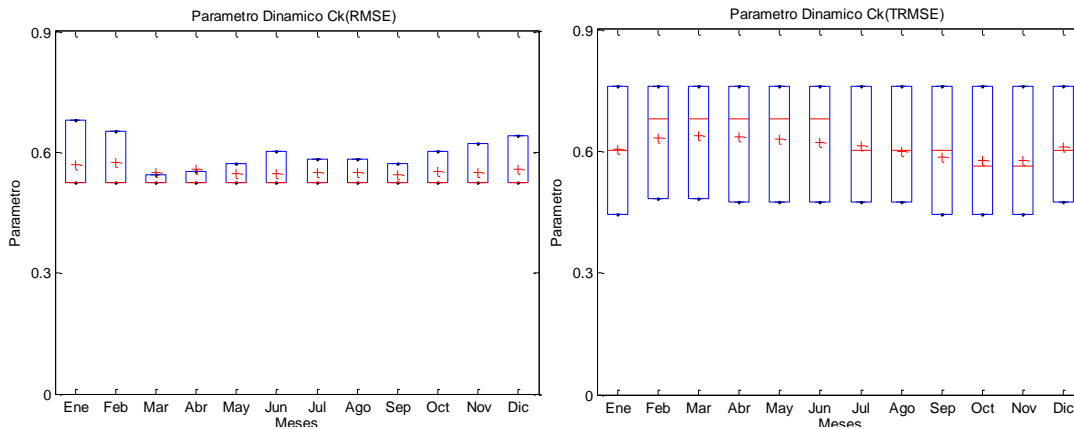 Parametro Dinamico Ck(RMSE)
0.9
0.6
0.3
0
Parametro
Ene Feb Mar Abr May Jun Jul Ago Sep Oct Nov Dic
Meses
Parametro Dinamico Ck(TRMSE)
0.9
0.6
0.3
0
Parametro
Ene Feb Mar Abr May Jun Jul Ago Sep Oct Nov Dic
Meses